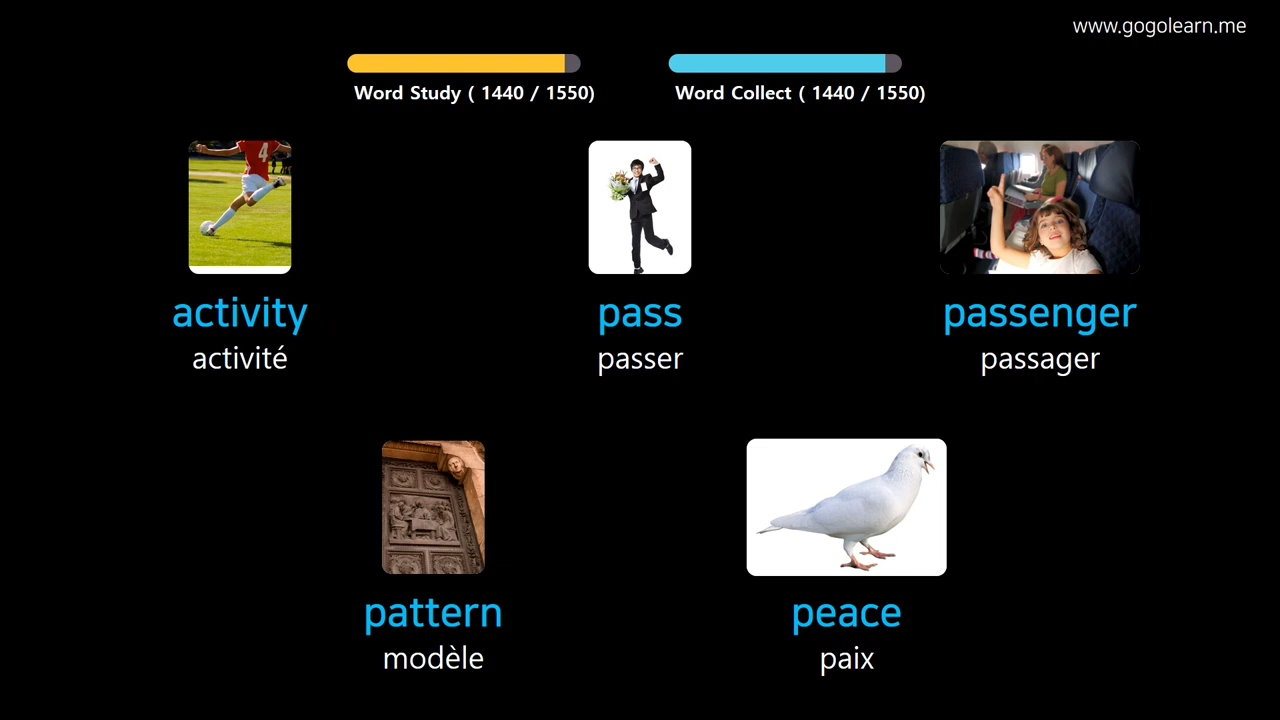 www.gogolearn.me
Word Study ( 1440 / 1550)
Word Collect ( 1440 / 1550)
4
activity
pass
passenger
activité
passer
passager
pattern
peace
modèle
paix